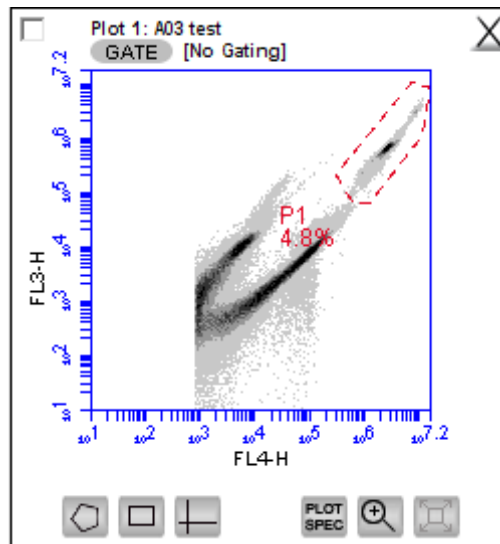 Plot 1: A03 test
GATE [No Gating]
10^7.2
10^6
10^5
10^4
10^3
10^2
10^1
FL3-H
P1
4.8%
10^1 10^2 10^3 10^4 10^5 10^6 10^7.2
FL4-H
PLOT
SPEC